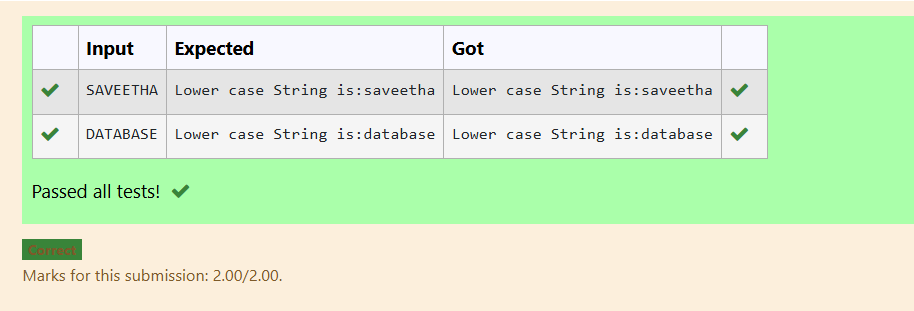 Input Expected Got
SAVEETHA Lower case String is:saveetha Lower case String is:saveetha
DATABASE Lower case String is:database Lower case String is:database
Passed all tests!
Correct
Marks for this submission: 2.00/2.00.